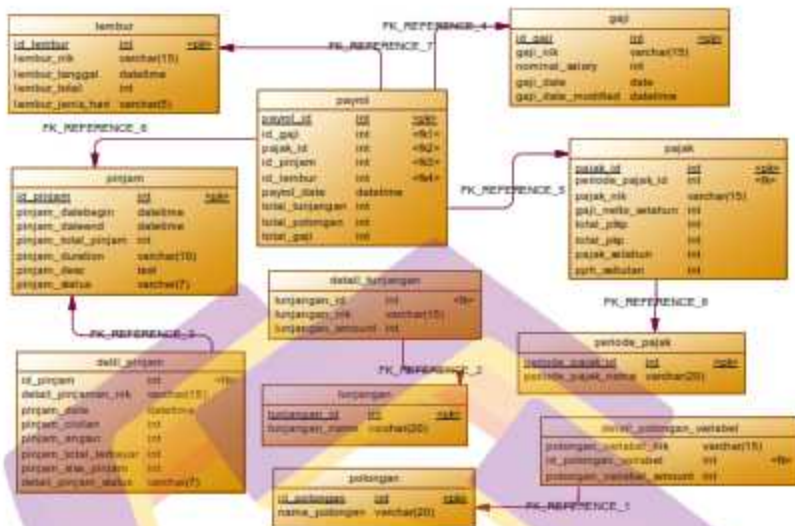 lembur
id_lembur int <pk>
lembur_nik varchar(15)
lembur_tanggal datetime
lembur_total int
lembur_jenis_hari varchar(5)
FK_REFERENCE_4
FK_REFERENCE_7
gaji
id_gaji int <pk>
gaji_nik varchar(15)
nominal_salary int
gaji_date date
gaji_date_modified datetime
payrol
payrol_id int <pk>
id_gaji int <fk1>
pajak_id int <fk2>
id_pinjam int <fk3>
id_lembur int <fk4>
payrol_date datetime
total_tunjangan int
total_potongan int
total_gaji int
FK_REFERENCE_6
FK_REFERENCE_5
pinjam
id_pinjam int <pk>
pinjam_datebegin datetime
pinjam_dateend datetime
pinjam_total_pinjam int
pinjam_duration varchar(10)
pinjam_desc text
pinjam_status varchar(7)
pajak
pajak_id int <pk>
periode_pajak_id int <fk>
pajak_nik varchar(15)
gaji_netto_setahun int
total_ptkp int
total_pkp int
pajak_setahun int
pph_sebulan int
FK_REFERENCE_8
detail_tunjangan
tunjangan_id int <fk>
tunjangan_nik varchar(15)
tunjangan_amount int
FK_REFERENCE_3
FK_REFERENCE_2
periode_pajak
periode_pajak_id int <pk>
periode_pajak_nama varchar(20)
detil_pinjam
id_pinjam int <fk>
detail_pinjaman_nik varchar(15)
pinjam_date datetime
pinjam_cicilan int
pinjam_angsuran int
pinjam_total_terbayar int
pinjam_sisa_pinjam int
detail_pinjam_status varchar(7)
tunjangan
tunjangan_id int <pk>
tunjangan_nama varchar(20)
detail_potongan_variabel
potongan_variabel_nik varchar(15)
id_potongan_variabel int <fk>
potongan_variabel_amount int
FK_REFERENCE_1
potongan
id_potongan int <pk>
nama_potongan varchar(20)